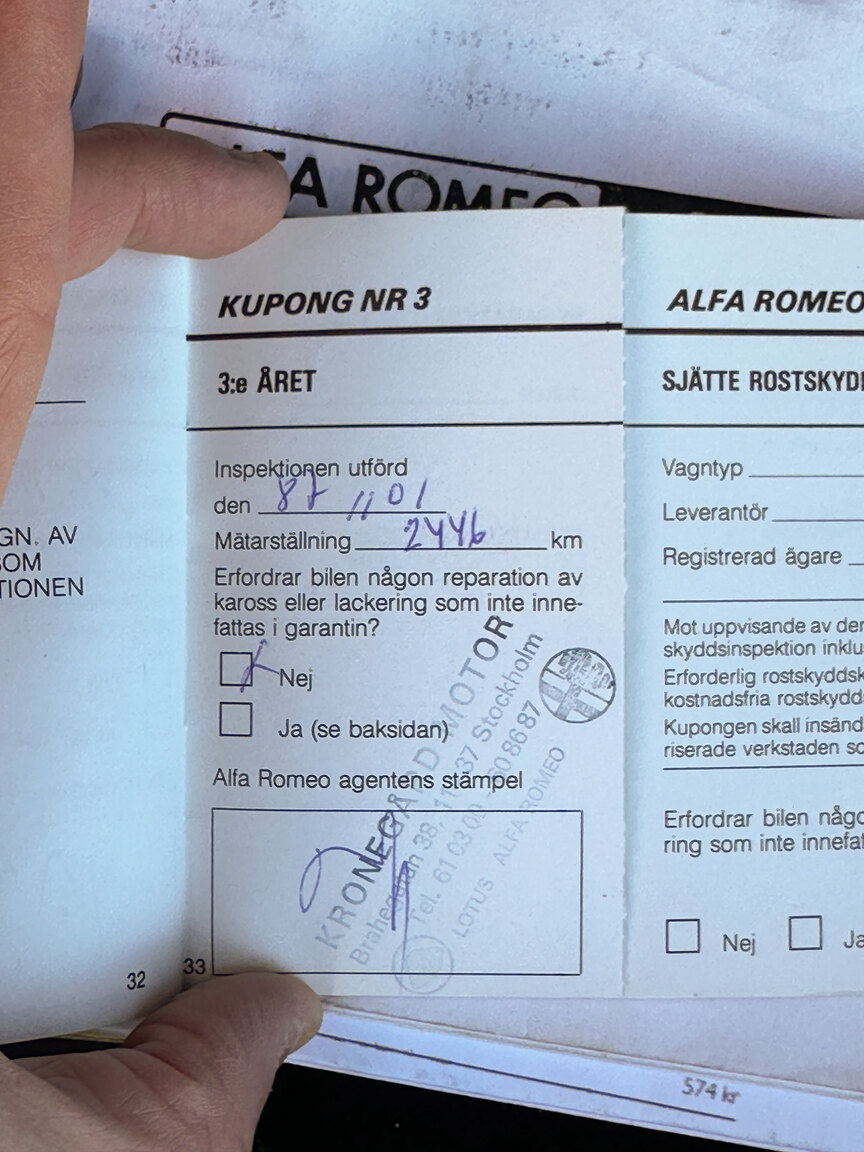 ALFA ROMEO
KUPONG NR 3
3:e ÅRET
Inspektionen utförd
den 87 11 01
Mätarställning 2446 km
Erfordrar bilen någon reparation av
kaross eller lackering som inte inne-
fattas i garantin?
Nej
Ja (se baksidan)
Alfa Romeo agentens stämpel
KRONEGÅRD MOTOR
Stockholm
Tel. 61 03 00
LOTUS ALFA ROMEO
33
GN. AV
SOM
TIONEN
32
ALFA ROMEO
SJÄTTE ROSTSKYD
Vagntyp
Leverantör
Registrerad ägare
Mot uppvisande av der
skyddsinspektion inklu
Erforderlig rostskyddsk
kostnadsfria rostskydd
Kupongen skall insänd
riserade verkstaden so
Erfordrar bilen någo
ring som inte innefat
Nej
Ja
574 kr